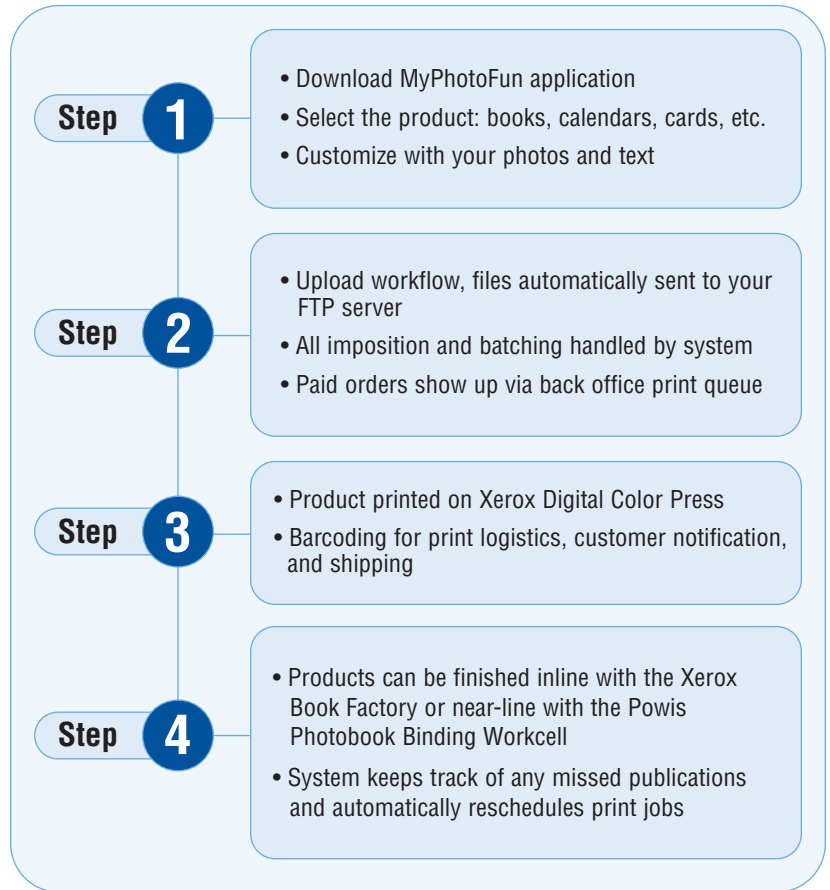 Step 1
• Download MyPhotoFun application
• Select the product: books, calendars, cards, etc.
• Customize with your photos and text
Step 2
• Upload workflow, files automatically sent to your
FTP server
• All imposition and batching handled by system
• Paid orders show up via back office print queue
Step 3
• Product printed on Xerox Digital Color Press
• Barcoding for print logistics, customer notification,
and shipping
Step 4
• Products can be finished inline with the Xerox
Book Factory or near-line with the Powis
Photobook Binding Workcell
• System keeps track of any missed publications
and automatically reschedules print jobs